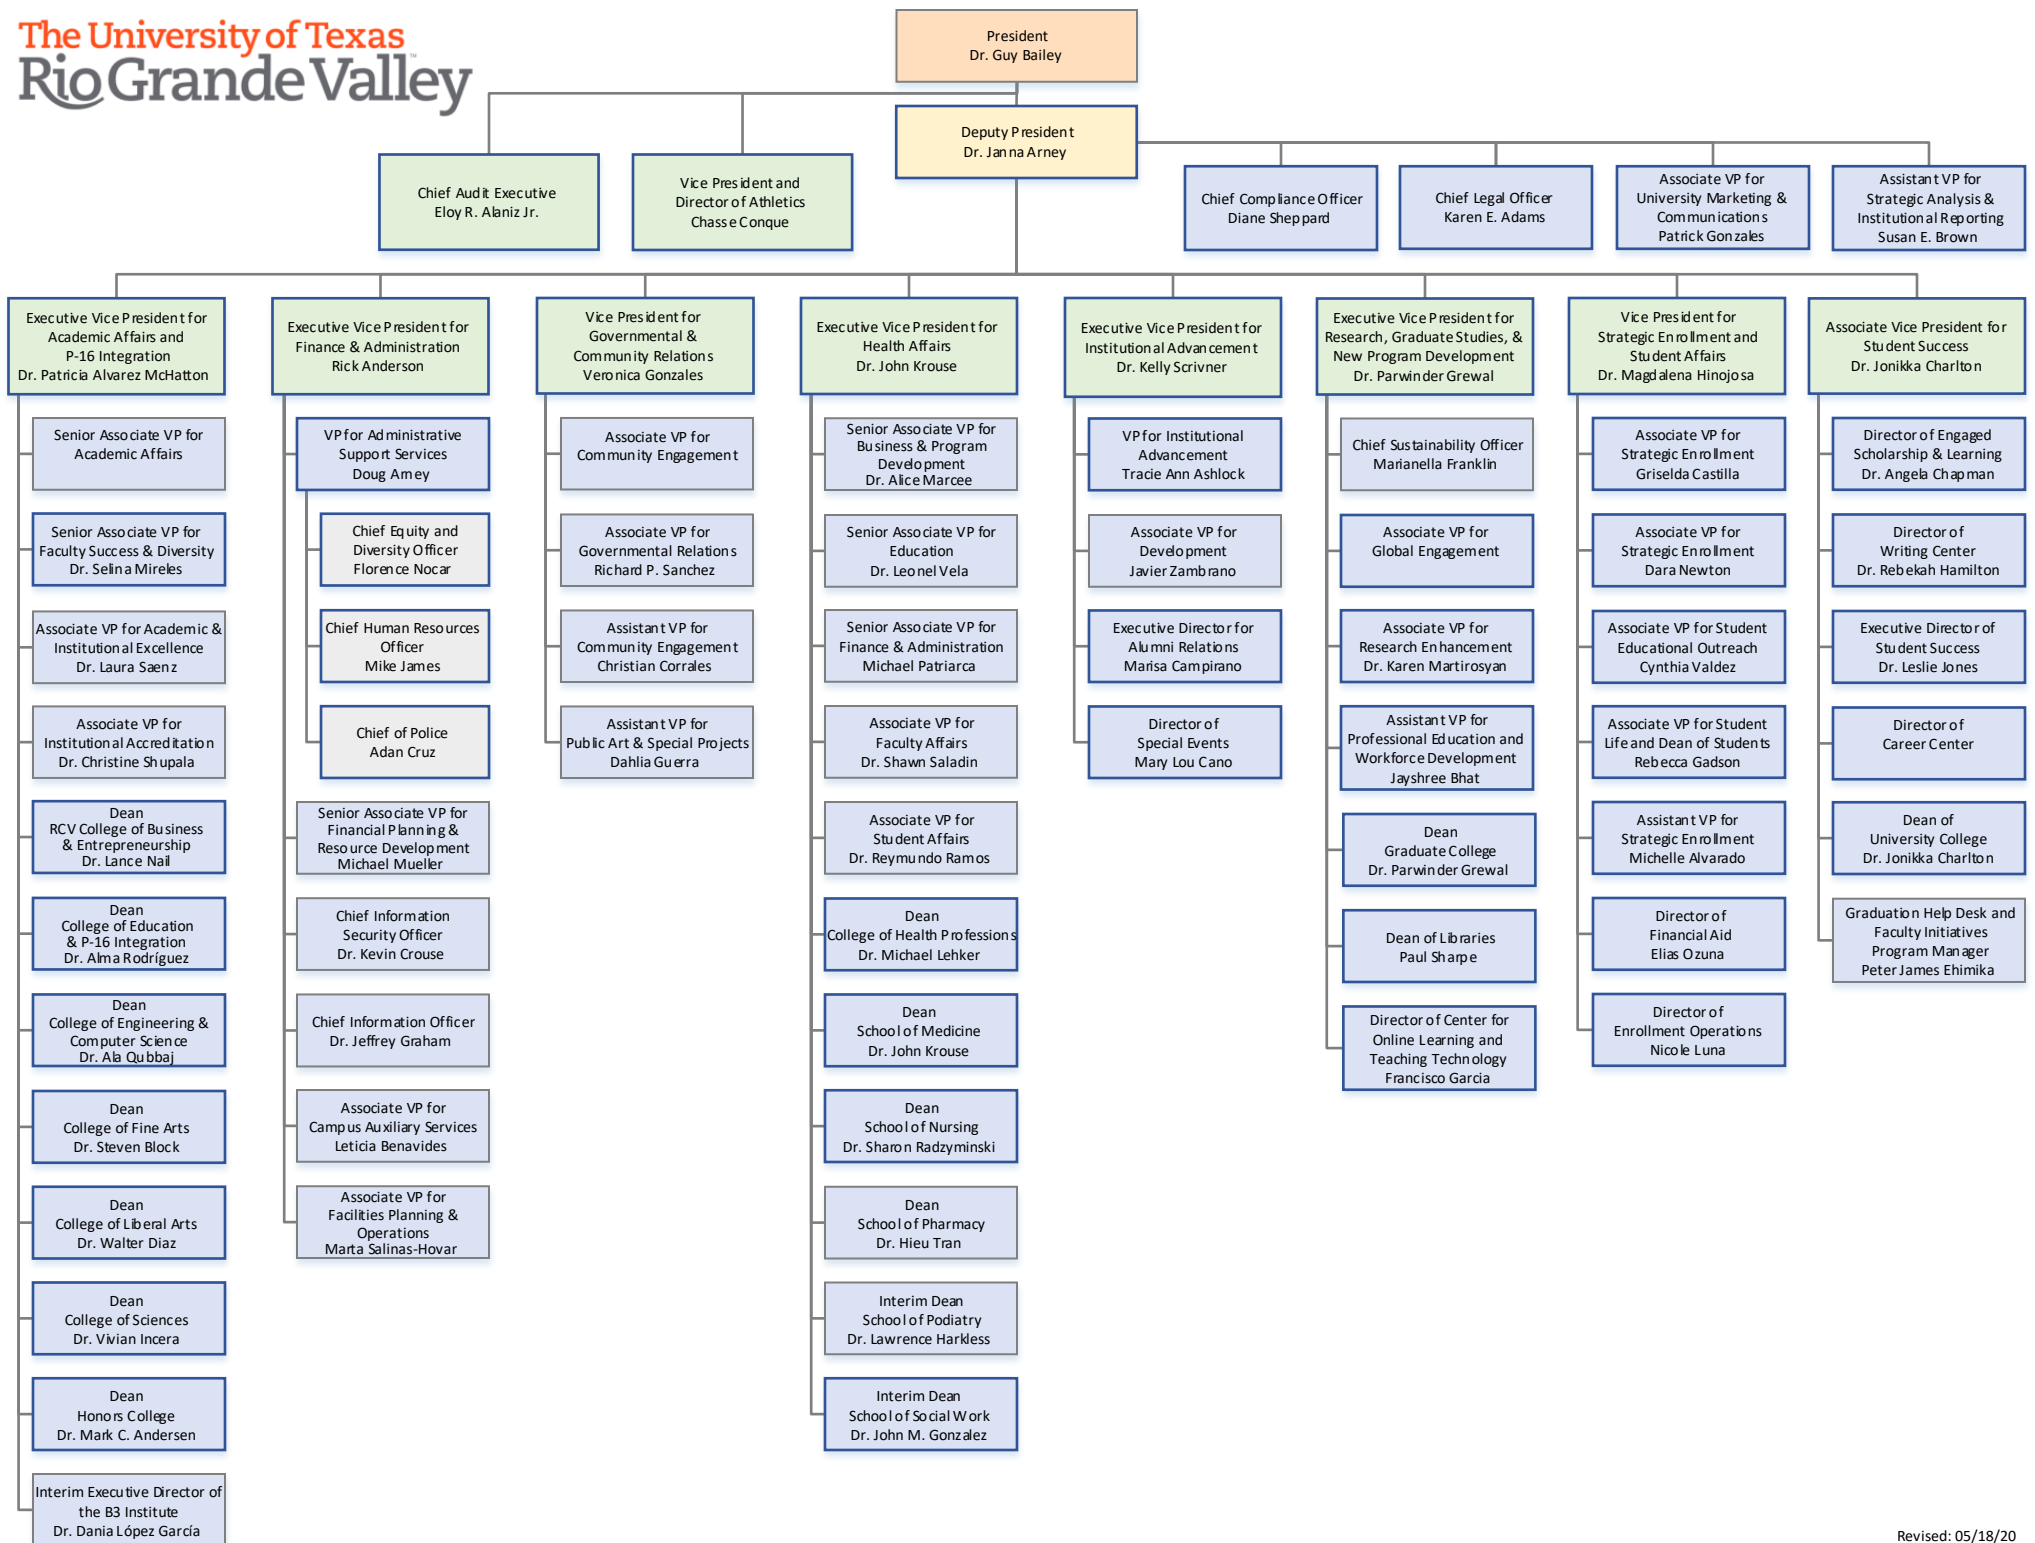 The University of Texas
Rio Grande Valley
President
Dr. Guy Bailey
Deputy President
Dr. Janna Arney
Chief Audit Executive
Eloy R. Alaniz Jr.
Vice President and
Director of Athletics
Chasse Conque
Chief Compliance Officer
Diane Sheppard
Chief Legal Officer
Karen E. Adams
Associate VP for
University Marketing &
Communications
Patrick Gonzales
Assistant VP for
Strategic Analysis &
Institutional Reporting
Susan E. Brown
Executive Vice President for
Academic Affairs and
P-16 Integration
Dr. Patricia Alvarez McHatton
Senior Associate VP for
Academic Affairs
Senior Associate VP for
Faculty Success & Diversity
Dr. Selina Mireles
Associate VP for Academic &
Institutional Excellence
Dr. Laura Saenz
Associate VP for
Institutional Accreditation
Dr. Christine Shupala
Dean
RCV College of Business
& Entrepreneurship
Dr. Lance Nail
Dean
College of Education
& P-16 Integration
Dr. Alma Rodríguez
Dean
College of Engineering &
Computer Science
Dr. Ala Qubbaj
Dean
College of Fine Arts
Dr. Steven Block
Dean
College of Liberal Arts
Dr. Walter Diaz
Dean
College of Sciences
Dr. Vivian Incera
Dean
Honors College
Dr. Mark C. Andersen
Interim Executive Director of
the B3 Institute
Dr. Dania López García
Executive Vice President for
Finance & Administration
Rick Anderson
VP for Administrative
Support Services
Doug Arney
Chief Equity and
Diversity Officer
Florence Nocar
Chief Human Resources
Officer
Mike James
Chief of Police
Adan Cruz
Senior Associate VP for
Financial Planning &
Resource Development
Michael Mueller
Chief Information
Security Officer
Dr. Kevin Crouse
Chief Information Officer
Dr. Jeffrey Graham
Associate VP for
Campus Auxiliary Services
Leticia Benavides
Associate VP for
Facilities Planning &
Operations
Marta Salinas-Hovar
Vice President for
Governmental &
Community Relations
Veronica Gonzales
Associate VP for
Community Engagement
Associate VP for
Governmental Relations
Richard P. Sanchez
Assistant VP for
Community Engagement
Christian Corrales
Assistant VP for
Public Art & Special Projects
Dahlia Guerra
Executive Vice President for
Health Affairs
Dr. John Krouse
Senior Associate VP for
Business & Program
Development
Dr. Alice Marcee
Senior Associate VP for
Education
Dr. Leonel Vela
Senior Associate VP for
Finance & Administration
Michael Patriarca
Associate VP for
Faculty Affairs
Dr. Shawn Saladin
Associate VP for
Student Affairs
Dr. Reymundo Ramos
Dean
College of Health Professions
Dr. Michael Lehker
Dean
School of Medicine
Dr. John Krouse
Dean
School of Nursing
Dr. Sharon Radzyminski
Dean
School of Pharmacy
Dr. Hieu Tran
Interim Dean
School of Podiatry
Dr. Lawrence Harkless
Interim Dean
School of Social Work
Dr. John M. Gonzalez
Executive Vice President for
Institutional Advancement
Dr. Kelly Scrivner
VP for Institutional
Advancement
Tracie Ann Ashlock
Associate VP for
Development
Javier Zambrano
Executive Director for
Alumni Relations
Marisa Campirano
Director of
Special Events
Mary Lou Cano
Executive Vice President for
Research, Graduate Studies, &
New Program Development
Dr. Parwinder Grewal
Chief Sustainability Officer
Marianella Franklin
Associate VP for
Global Engagement
Associate VP for
Research Enhancement
Dr. Karen Martirosyan
Assistant VP for
Professional Education and
Workforce Development
Jayshree Bhat
Dean
Graduate College
Dr. Parwinder Grewal
Dean of Libraries
Paul Sharpe
Director of Center for
Online Learning and
Teaching Technology
Francisco Garcia
Vice President for
Strategic Enrollment and
Student Affairs
Dr. Magdalena Hinojosa
Associate VP for
Strategic Enrollment
Griselda Castilla
Associate VP for
Strategic Enrollment
Dara Newton
Associate VP for Student
Educational Outreach
Cynthia Valdez
Associate VP for Student
Life and Dean of Students
Rebecca Gadson
Assistant VP for
Strategic Enrollment
Michelle Alvarado
Director of
Financial Aid
Elias Ozuna
Director of
Enrollment Operations
Nicole Luna
Associate Vice President for
Student Success
Dr. Jonikka Charlton
Director of Engaged
Scholarship & Learning
Dr. Angela Chapman
Director of
Writing Center
Dr. Rebekah Hamilton
Executive Director of
Student Success
Dr. Leslie Jones
Director of
Career Center
Dean of
University College
Dr. Jonikka Charlton
Graduation Help Desk and
Faculty Initiatives
Program Manager
Peter James Ehimika
Revised: 05/18/20